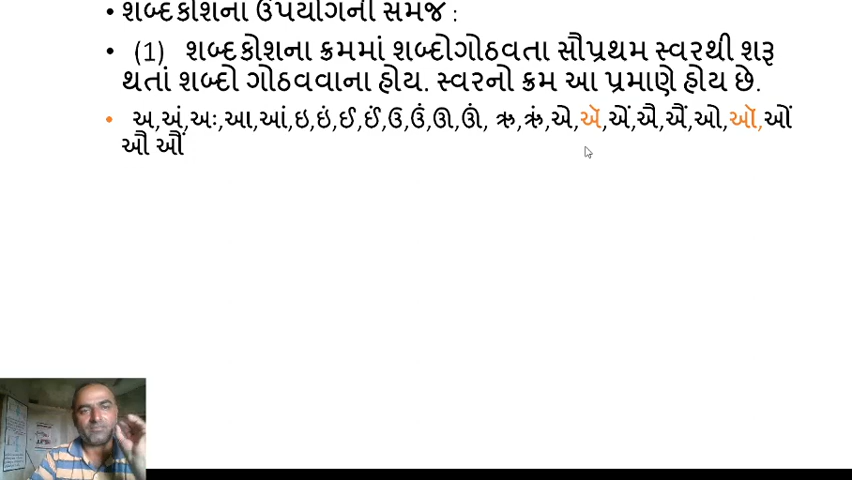 • શબ્દકોશના ઉપયોગની સમજ :
• (1) શબ્દકોશના ક્રમમાં શબ્દોગોઠવતા સૌપ્રથમ સ્વરથી શરૂ
થતાં શબ્દો ગોઠવવાના હોય. સ્વરનો ક્રમ આ પ્રમાણે હોય છે.
• અ,અં,અઃ,આ,આં,ઇ,ઇં,ઈ,ઈં,ઉ,ઉં,ઊ,ઊં, ઋ,ઋં,એ,ઍ,એં,ઐ,ઐં,ઓ,ઑ,ઓં
ઔ ઔં